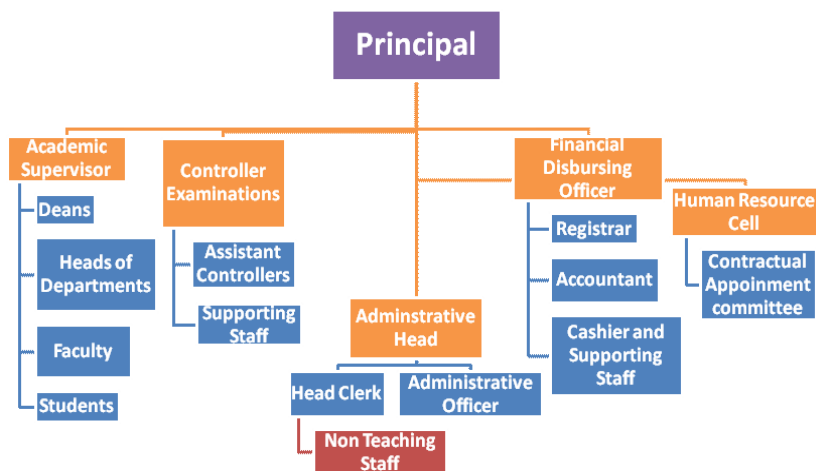 Principal
Academic
Supervisor
Deans
Heads of
Departments
Faculty
Students
Controller
Examinations
Assistant
Controllers
Supporting
Staff
Adminstrative
Head
Head Clerk
Administrative
Officer
Non Teaching
Staff
Financial
Disbursing
Officer
Registrar
Accountant
Cashier and
Supporting
Staff
Human Resource
Cell
Contractual
Appoinment
committee